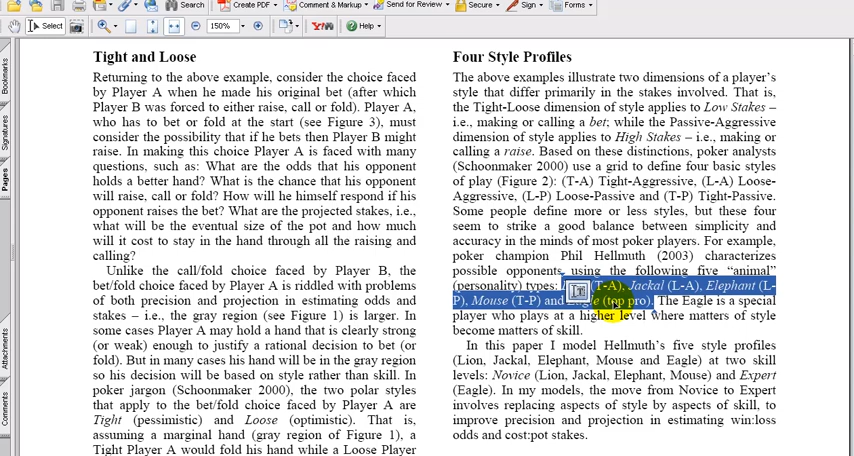 Search
Create PDF
Comment & Markup
Send for Review
Secure
Sign
Forms
Select
150%
Y!
Help
Bookmarks
Signatures
Pages
Attachments
Comments
Tight and Loose
Returning to the above example, consider the choice faced
by Player A when he made his original bet (after which
Player B was forced to either raise, call or fold). Player A,
who has to bet or fold at the start (see Figure 3), must
consider the possibility that if he bets then Player B might
raise. In making this choice Player A is faced with many
questions, such as: What are the odds that his opponent
holds a better hand? What is the chance that his opponent
will raise, call or fold? How will he himself respond if his
opponent raises the bet? What are the projected stakes, i.e.,
what will be the eventual size of the pot and how much
will it cost to stay in the hand through all the raising and
calling?
Unlike the call/fold choice faced by Player B, the
bet/fold choice faced by Player A is riddled with problems
of both precision and projection in estimating odds and
stakes – i.e., the gray region (see Figure 1) is larger. In
some cases Player A may hold a hand that is clearly strong
(or weak) enough to justify a rational decision to bet (or
fold). But in many cases his hand will be in the gray region
so his decision will be based on style rather than skill. In
poker jargon (Schoonmaker 2000), the two polar styles
that apply to the bet/fold choice faced by Player A are
Tight (pessimistic) and Loose (optimistic). That is,
assuming a marginal hand (gray region of Figure 1), a
Tight Player A would fold his hand while a Loose Player
Four Style Profiles
The above examples illustrate two dimensions of a player's
style that differ primarily in the stakes involved. That is,
the Tight-Loose dimension of style applies to Low Stakes –
i.e., making or calling a bet; while the Passive-Aggressive
dimension of style applies to High Stakes – i.e., making or
calling a raise. Based on these distinctions, poker analysts
(Schoonmaker 2000) use a grid to define four basic styles
of play (Figure 2): (T-A) Tight-Aggressive, (L-A) Loose-
Aggressive, (L-P) Loose-Passive and (T-P) Tight-Passive.
Some people define more or less styles, but these four
seem to strike a good balance between simplicity and
accuracy in the minds of most poker players. For example,
poker champion Phil Hellmuth (2003) characterizes
possible opponents using the following five “animal”
(personality) types: (T-A), Jackal (L-A), Elephant (L-
P), Mouse (T-P) and Eagle (top pro). The Eagle is a special
player who plays at a higher level where matters of style
become matters of skill.
In this paper I model Hellmuth's five style profiles
(Lion, Jackal, Elephant, Mouse and Eagle) at two skill
levels: Novice (Lion, Jackal, Elephant, Mouse) and Expert
(Eagle). In my models, the move from Novice to Expert
involves replacing aspects of style by aspects of skill, to
improve precision and projection in estimating win:loss
odds and cost:pot stakes.